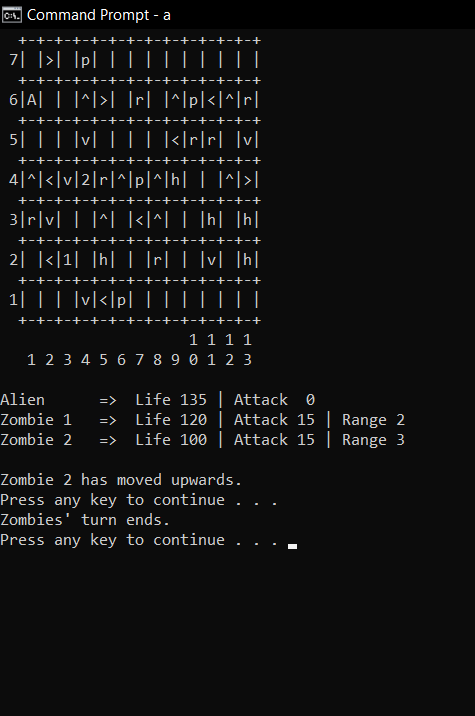 Command Prompt - a
+-+-+-+-+-+-+-+-+-+-+-+-+-+
7| |>| |p| | | | | | | | | |
+-+-+-+-+-+-+-+-+-+-+-+-+-+
6|A| | |^|>| |r| |^|p|<|^|r|
+-+-+-+-+-+-+-+-+-+-+-+-+-+
5| | | |v| | | | |<|r|r| |v|
+-+-+-+-+-+-+-+-+-+-+-+-+-+
4|^|<|v|2|r|^|p|^|h| | |^|>|
+-+-+-+-+-+-+-+-+-+-+-+-+-+
3|r|v| | |^| |<|^| | |h| |h|
+-+-+-+-+-+-+-+-+-+-+-+-+-+
2| |<|1| |h| | |r| | |v| |h|
+-+-+-+-+-+-+-+-+-+-+-+-+-+
1| | | |v|<|p| | | | | | | |
+-+-+-+-+-+-+-+-+-+-+-+-+-+
1 1 1 1
1 2 3 4 5 6 7 8 9 0 1 2 3
Alien      =>  Life 135 | Attack  0
Zombie 1   =>  Life 120 | Attack 15 | Range 2
Zombie 2   =>  Life 100 | Attack 15 | Range 3
Zombie 2 has moved upwards.
Press any key to continue . . .
Zombies' turn ends.
Press any key to continue . . .